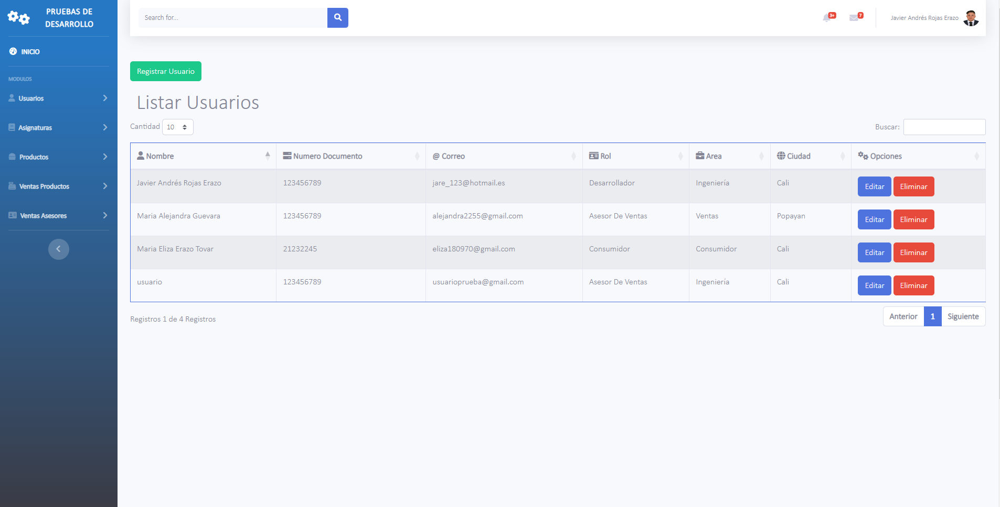 PRUEBAS DE
DESARROLLO
INICIO
MODULOS
Usuarios
Asignaturas
Productos
Ventas Productos
Ventas Asesores
Search for...
3+
7
Javier Andrés Rojas Erazo
Registrar Usuario
Listar Usuarios
Cantidad 10
Buscar:
Nombre Numero Documento @ Correo Rol Area Ciudad Opciones
Javier Andrés Rojas Erazo 123456789 jare_123@hotmail.es Desarrollador Ingeniería Cali Editar Eliminar
Maria Alejandra Guevara 123456789 alejandra2255@gmail.com Asesor De Ventas Ventas Popayan Editar Eliminar
Maria Eliza Erazo Tovar 21232245 eliza180970@gmail.com Consumidor Consumidor Cali Editar Eliminar
usuario 123456789 usuarioprueba@gmail.com Asesor De Ventas Ingeniería Cali Editar Eliminar
Registros 1 de 4 Registros
Anterior 1 Siguiente